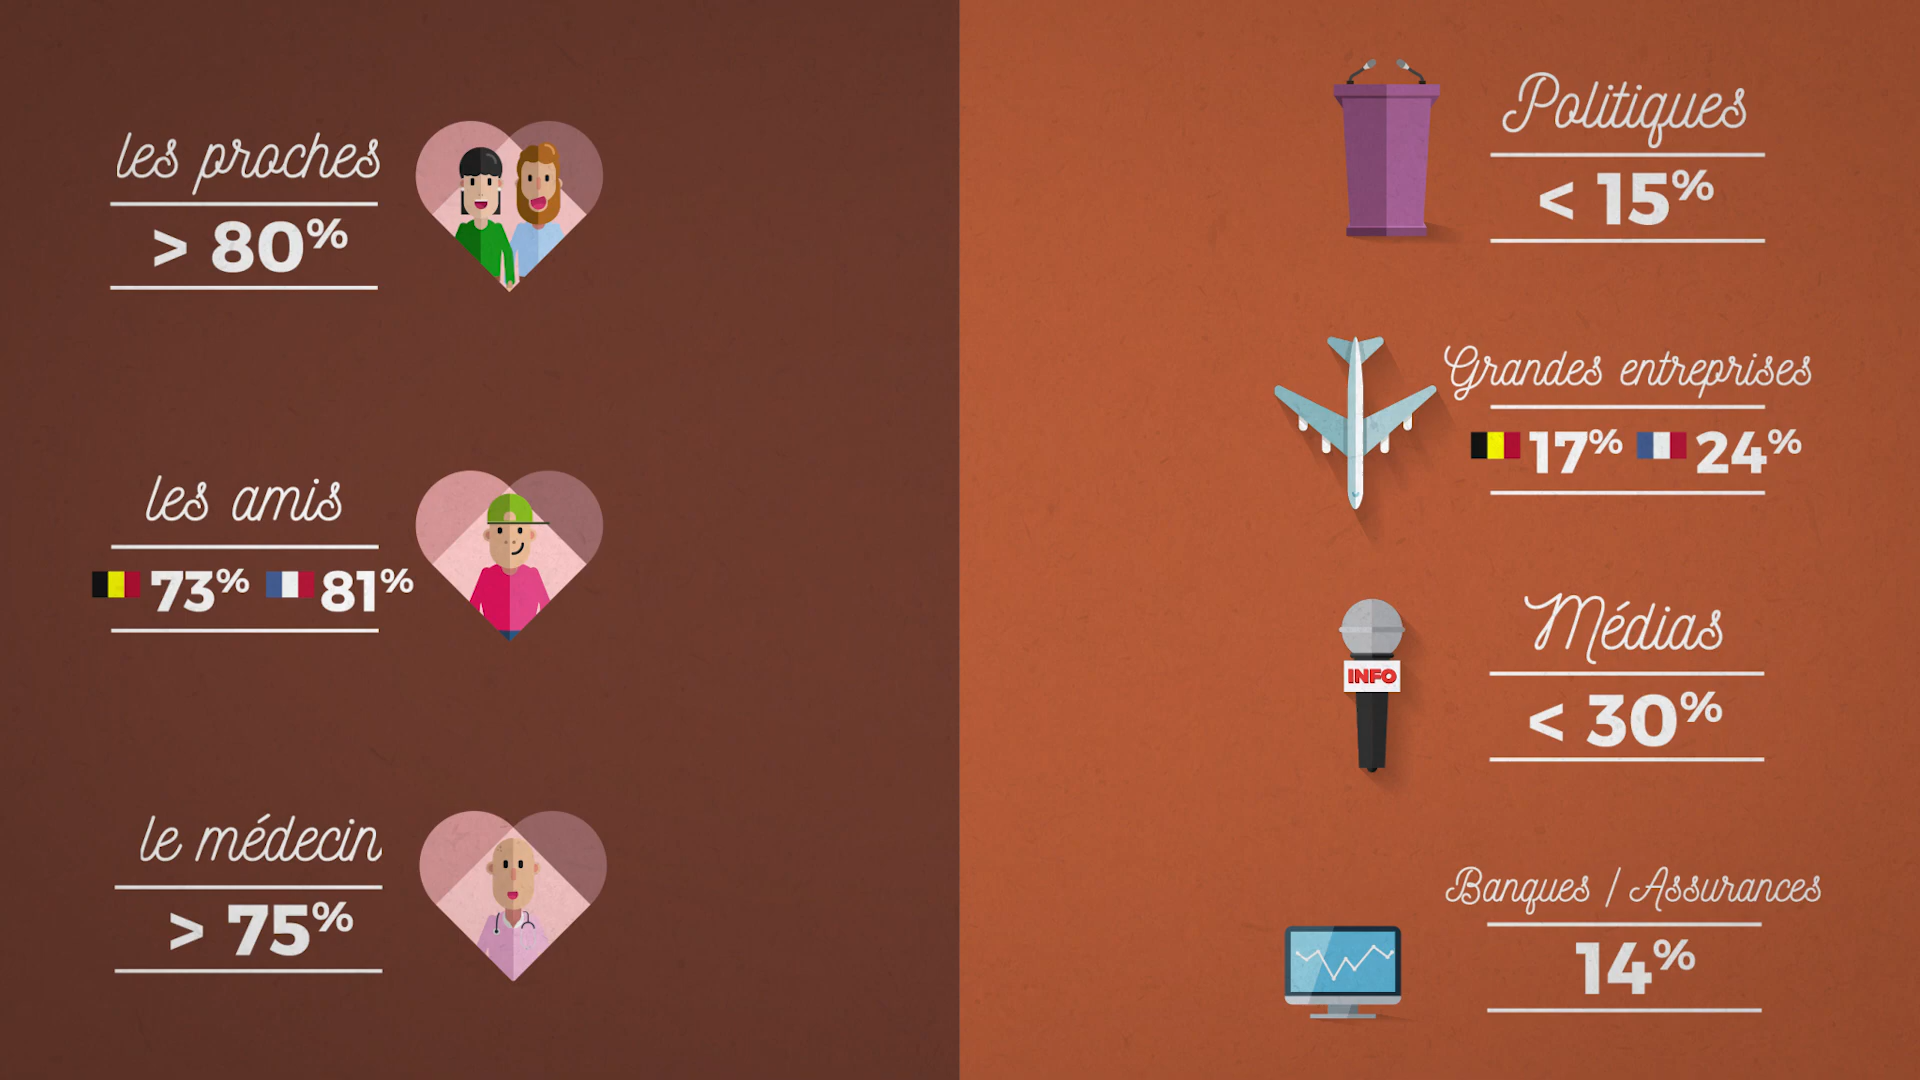 les proches
> 80%
les amis
73% 81%
le médecin
> 75%
Politiques
< 15%
Grandes entreprises
17% 24%
Médias
INFO
< 30%
Banques / Assurances
14%